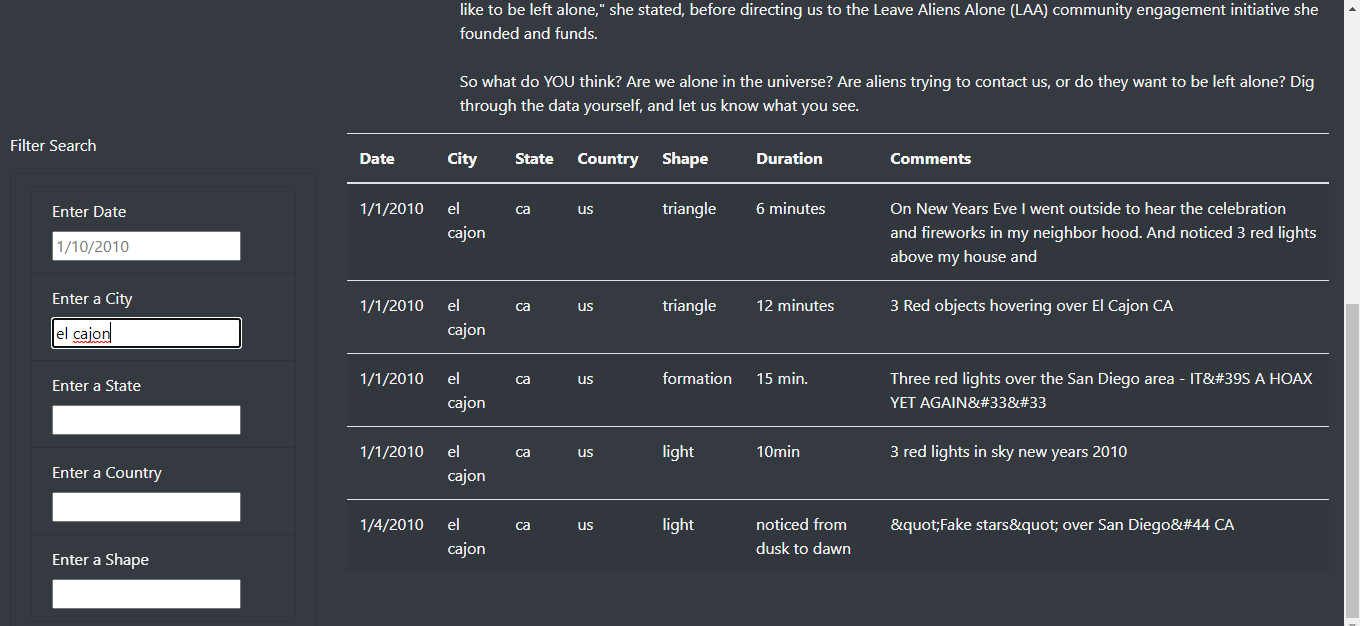 like to be left alone," she stated, before directing us to the Leave Aliens Alone (LAA) community engagement initiative she
founded and funds.
So what do YOU think? Are we alone in the universe? Are aliens trying to contact us, or do they want to be left alone? Dig
through the data yourself, and let us know what you see.
Filter Search
Enter Date
1/10/2010
Enter a City
el cajon
Enter a State
Enter a Country
Enter a Shape
Date City State Country Shape Duration Comments
1/1/2010 el ca us triangle 6 minutes On New Years Eve I went outside to hear the celebration
cajon and fireworks in my neighbor hood. And noticed 3 red lights
above my house and
1/1/2010 el ca us triangle 12 minutes 3 Red objects hovering over El Cajon CA
cajon
1/1/2010 el ca us formation 15 min. Three red lights over the San Diego area - IT&#39S A HOAX
cajon YET AGAIN&#33&#33
1/1/2010 el ca us light 10min 3 red lights in sky new years 2010
cajon
1/4/2010 el ca us light noticed from &quot;Fake stars&quot; over San Diego&#44 CA
cajon dusk to dawn